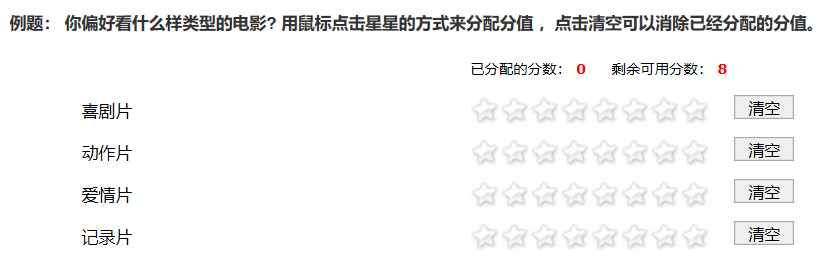 例题： 你偏好看什么样类型的电影? 用鼠标点击星星的方式来分配分值 ，点击清空可以消除已经分配的分值。
已分配的分数： 0 剩余可用分数： 8
喜剧片 清空
动作片 清空
爱情片 清空
记录片 清空